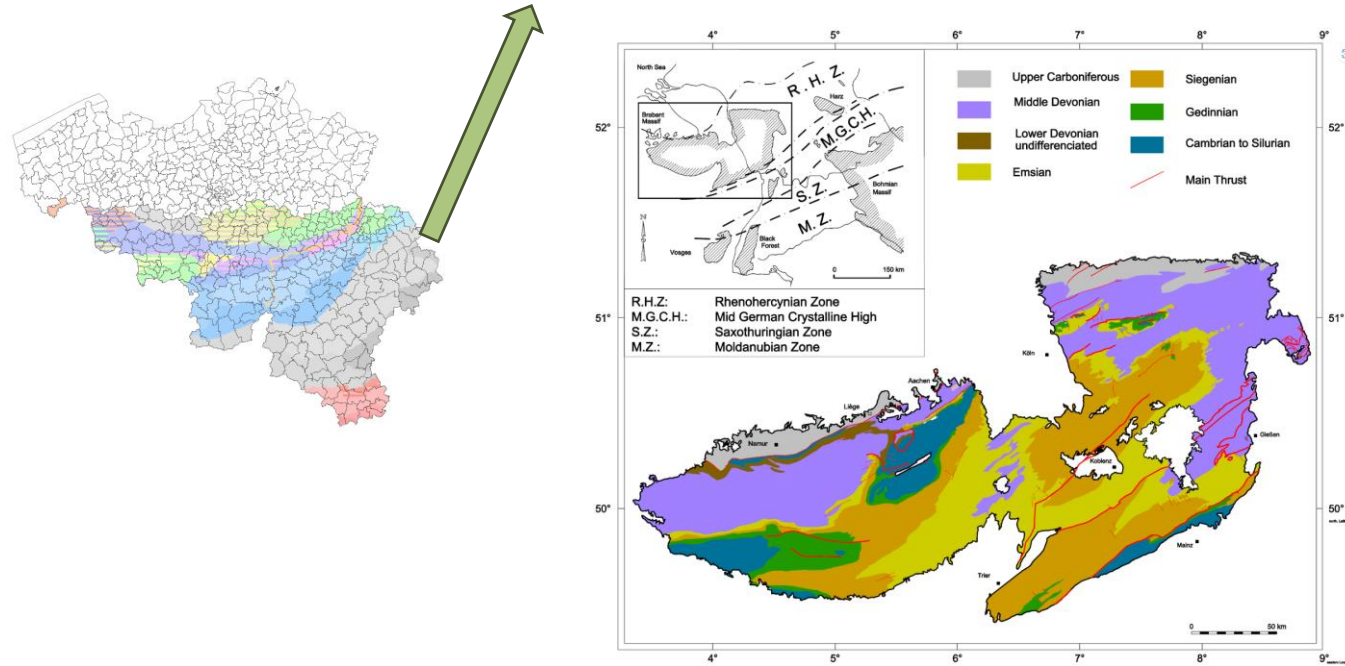 4° 5° 6° 7° 8° 9°
52°
51°
50°
North Sea
Brabant
Massif
R. H. Z.
Harz
M.G.C.H.
S. Z.
M. Z.
Bohmian
Massif
Vosges
Black
Forest
0 150 km
R.H.Z: Rhenohercynian Zone
M.G.C.H.: Mid German Crystalline High
S.Z.: Saxothuringian Zone
M.Z.: Moldanubian Zone
Upper Carboniferous
Middle Devonian
Lower Devonian
undifferenciated
Emsian
Siegenian
Gedinnian
Cambrian to Silurian
Main Thrust
52°
51°
50°
Köln
Aachen
Liège
Namur
Gießen
Koblenz
Mainz
Trier
0 50 km
4° 5° 6° 7° 8° 9°